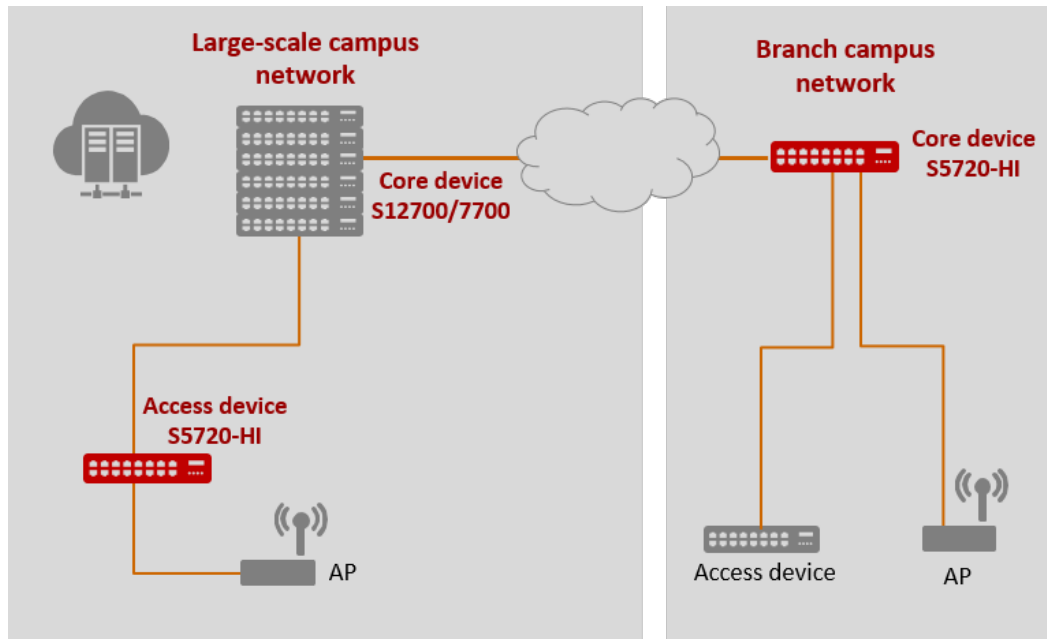 Large-scale campus
network
Core device
S12700/7700
Access device
S5720-HI
AP
Branch campus
network
Core device
S5720-HI
Access device
AP